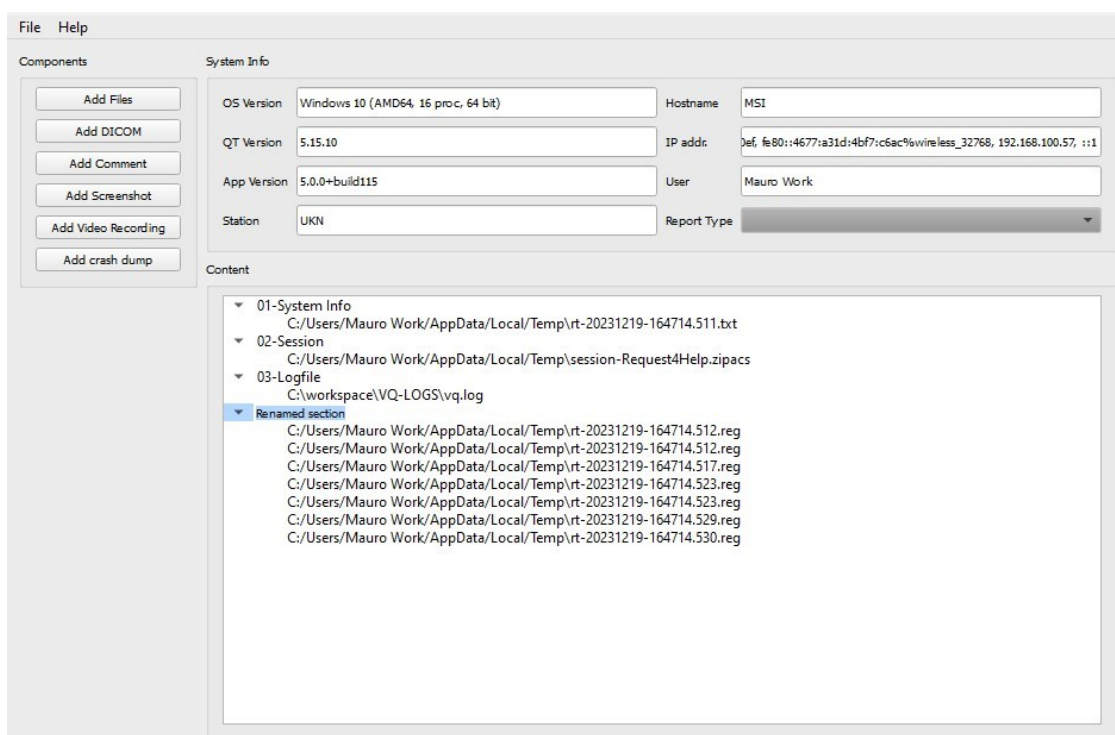 File Help
Components
Add Files
Add DICOM
Add Comment
Add Screenshot
Add Video Recording
Add crash dump
System Info
OS Version Windows 10 (AMD64, 16 proc, 64 bit) Hostname MSI
QT Version 5.15.10 IP addr. 0ef, fe80::4677:a31d:4bf7:c6ac%wireless_32768, 192.168.100.57, ::1
App Version 5.0.0+build115 User Mauro Work
Station UKN Report Type
Content
01-System Info
C:/Users/Mauro Work/AppData/Local/Temp\rt-20231219-164714.511.txt
02-Session
C:/Users/Mauro Work/AppData/Local/Temp\session-Request4Help.zipacs
03-Logfile
C:\workspace\VQ-LOGS\vq.log
Renamed section
C:/Users/Mauro Work/AppData/Local/Temp\rt-20231219-164714.512.reg
C:/Users/Mauro Work/AppData/Local/Temp\rt-20231219-164714.512.reg
C:/Users/Mauro Work/AppData/Local/Temp\rt-20231219-164714.517.reg
C:/Users/Mauro Work/AppData/Local/Temp\rt-20231219-164714.523.reg
C:/Users/Mauro Work/AppData/Local/Temp\rt-20231219-164714.523.reg
C:/Users/Mauro Work/AppData/Local/Temp\rt-20231219-164714.529.reg
C:/Users/Mauro Work/AppData/Local/Temp\rt-20231219-164714.530.reg